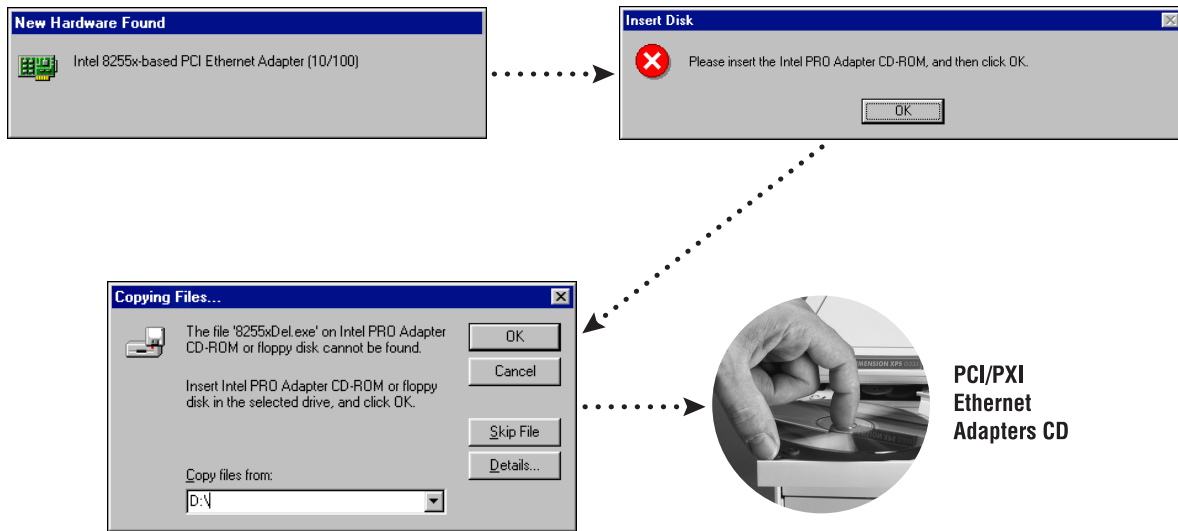 New Hardware Found
Intel 8255x-based PCI Ethernet Adapter (10/100)
Insert Disk
Please insert the Intel PRO Adapter CD-ROM, and then click OK.
OK
Copying Files...
The file '8255xDel.exe' on Intel PRO Adapter
CD-ROM or floppy disk cannot be found.
Insert Intel PRO Adapter CD-ROM or floppy
disk in the selected drive, and click OK.
Copy files from:
D:\
OK
Cancel
Skip File
Details...
DIMENSION XPS
PCI/PXI
Ethernet
Adapters CD